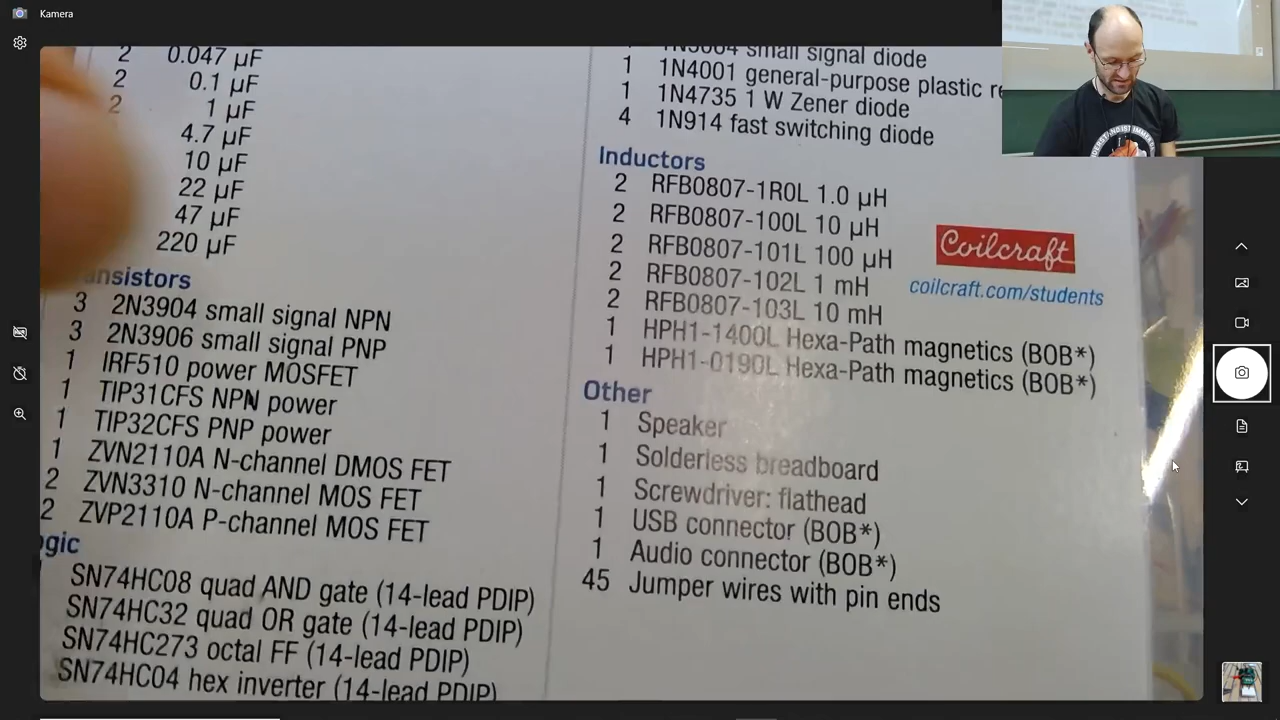 Kamera
2 0.047 µF
2 0.1 µF
2 1 µF
4.7 µF
10 µF
22 µF
47 µF
220 µF
ansistors
3 2N3904 small signal NPN
3 2N3906 small signal PNP
1 IRF510 power MOSFET
1 TIP31CFS NPN power
1 TIP32CFS PNP power
1 ZVN2110A N-channel DMOS FET
2 ZVN3310 N-channel MOS FET
2 ZVP2110A P-channel MOS FET
ogic
SN74HC08 quad AND gate (14-lead PDIP)
SN74HC32 quad OR gate (14-lead PDIP)
SN74HC273 octal FF (14-lead PDIP)
SN74HC04 hex inverter (14-lead PDIP)
small signal diode
1 1N4001 general-purpose plastic re
1 1N4735 1 W Zener diode
4 1N914 fast switching diode
Inductors
2 RFB0807-1R0L 1.0 µH
2 RFB0807-100L 10 µH
2 RFB0807-101L 100 µH
2 RFB0807-102L 1 mH
2 RFB0807-103L 10 mH
1 HPH1-1400L Hexa-Path magnetics (BOB*)
1 HPH1-0190L Hexa-Path magnetics (BOB*)
Coilcraft
coilcraft.com/students
Other
1 Speaker
1 Solderless breadboard
1 Screwdriver: flathead
1 USB connector (BOB*)
1 Audio connector (BOB*)
45 Jumper wires with pin ends